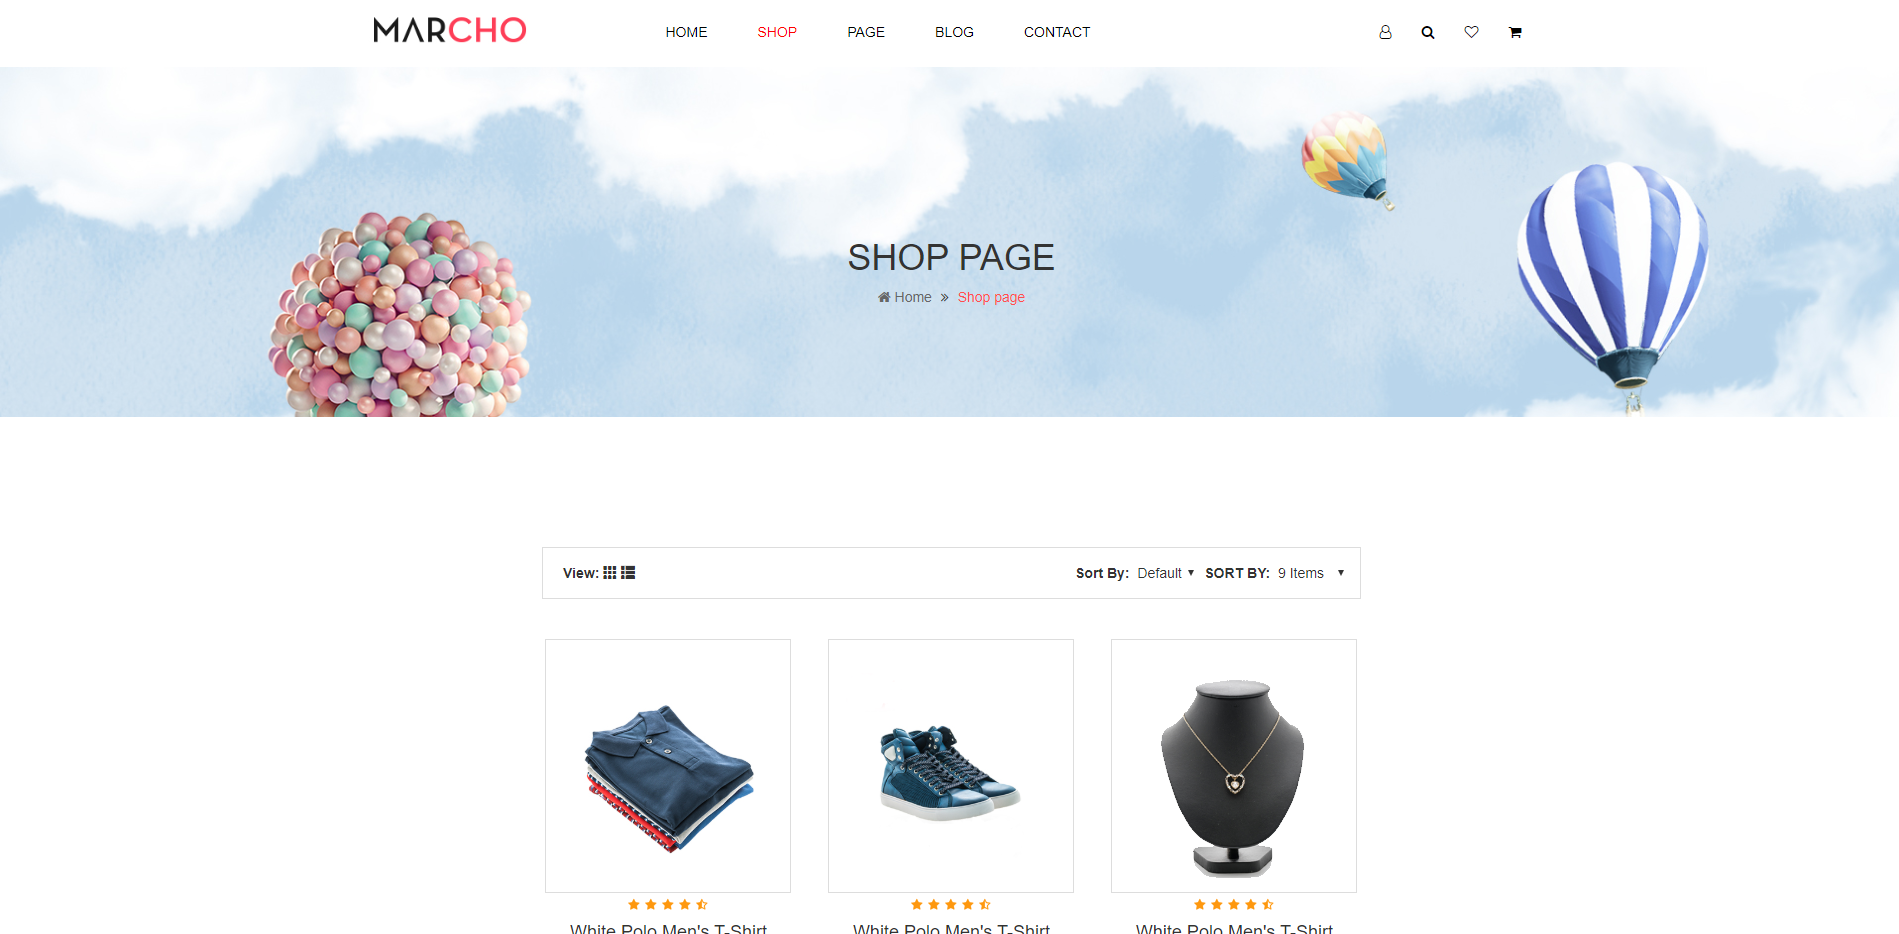 MARCHO HOME SHOP PAGE BLOG CONTACT
SHOP PAGE
Home » Shop page
View: Sort By: Default SORT BY: 9 Items
White Polo Men's T-Shirt White Polo Men's T-Shirt White Polo Men's T-Shirt